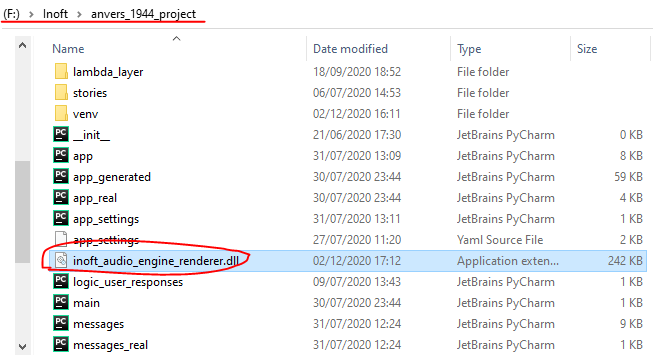 (F:) > Inoft > anvers_1944_project
Name Date modified Type Size
lambda_layer 18/09/2020 18:52 File folder
stories 06/07/2020 14:53 File folder
venv 02/12/2020 16:11 File folder
__init__ 21/06/2020 17:30 JetBrains PyCharm 0 KB
app 31/07/2020 13:09 JetBrains PyCharm 8 KB
app_generated 30/07/2020 23:44 JetBrains PyCharm 59 KB
app_real 30/07/2020 23:44 JetBrains PyCharm 4 KB
app_settings 31/07/2020 13:11 JetBrains PyCharm 1 KB
app_settings 27/07/2020 11:20 Yaml Source File 2 KB
inoft_audio_engine_renderer.dll 02/12/2020 17:12 Application exten... 242 KB
logic_user_responses 09/07/2020 13:43 JetBrains PyCharm 1 KB
main 30/07/2020 23:44 JetBrains PyCharm 1 KB
messages 31/07/2020 12:24 JetBrains PyCharm 9 KB
messages_real 31/07/2020 12:24 JetBrains PyCharm 1 KB